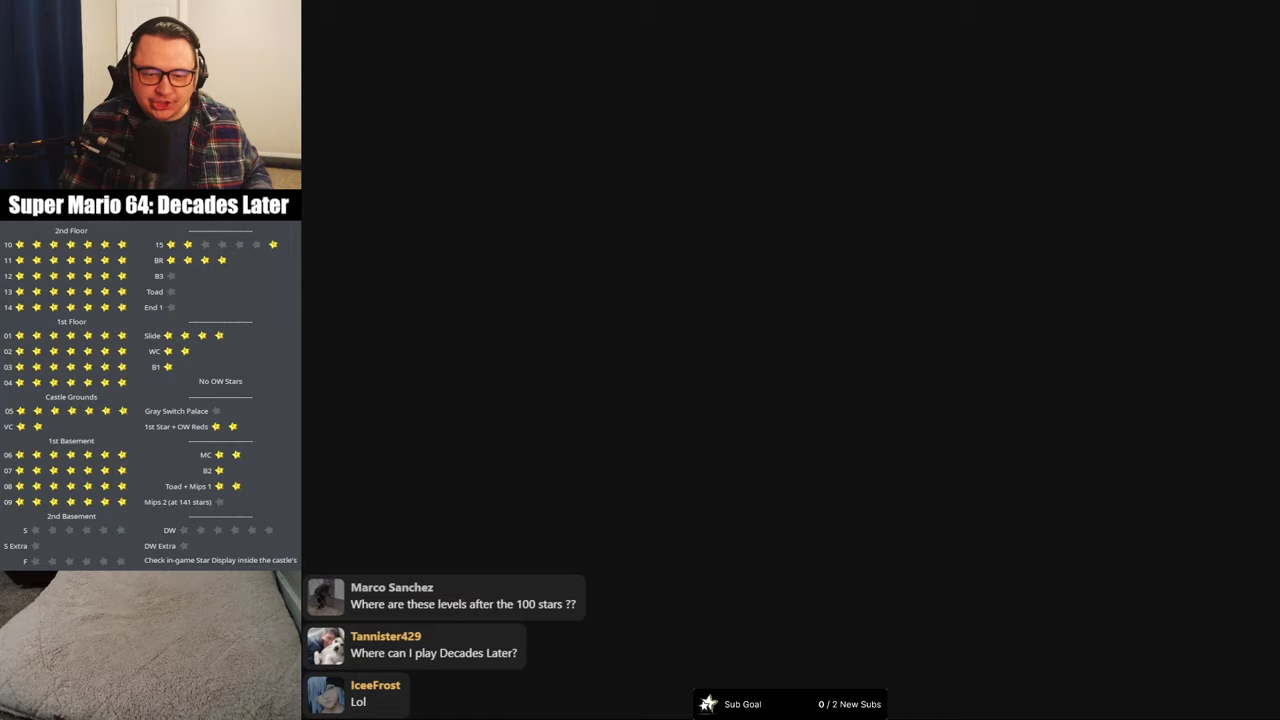 Super Mario 64: Decades Later
2nd Floor
10
11
12
13
14
15
BR
B3
Toad
End 1
1st Floor
01
02
03
04
Slide
WC
B1
No OW Stars
Castle Grounds
05
VC
Gray Switch Palace
1st Star + OW Reds
1st Basement
06
07
08
09
MC
B2
Toad + Mips 1
Mips 2 (at 141 stars)
2nd Basement
S
S Extra
F
DW
DW Extra
Check in-game Star Display inside the castle's
Marco Sanchez
Where are these levels after the 100 stars ??
Tannister429
Where can I play Decades Later?
IceeFrost
Lol
Sub Goal 0 / 2 New Subs